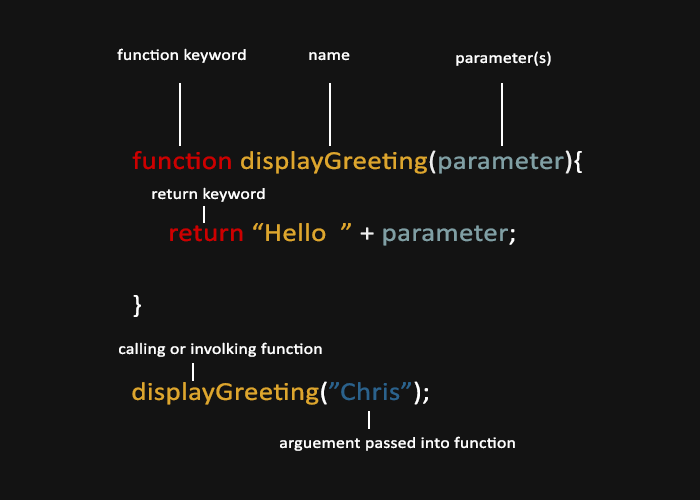 function keyword name parameter(s)
function displayGreeting(parameter){
return keyword
return “Hello  ” + parameter;
}
calling or involking function
displayGreeting(”Chris”);
arguement passed into function